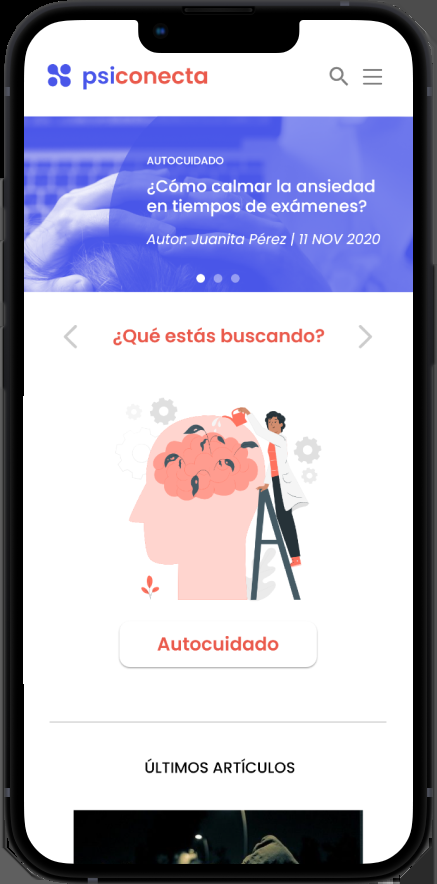 psiconecta
AUTOCUIDADO
¿Cómo calmar la ansiedad
en tiempos de exámenes?
Autor: Juanita Pérez | 11 NOV 2020
¿Qué estás buscando?
Autocuidado
ÚLTIMOS ARTÍCULOS